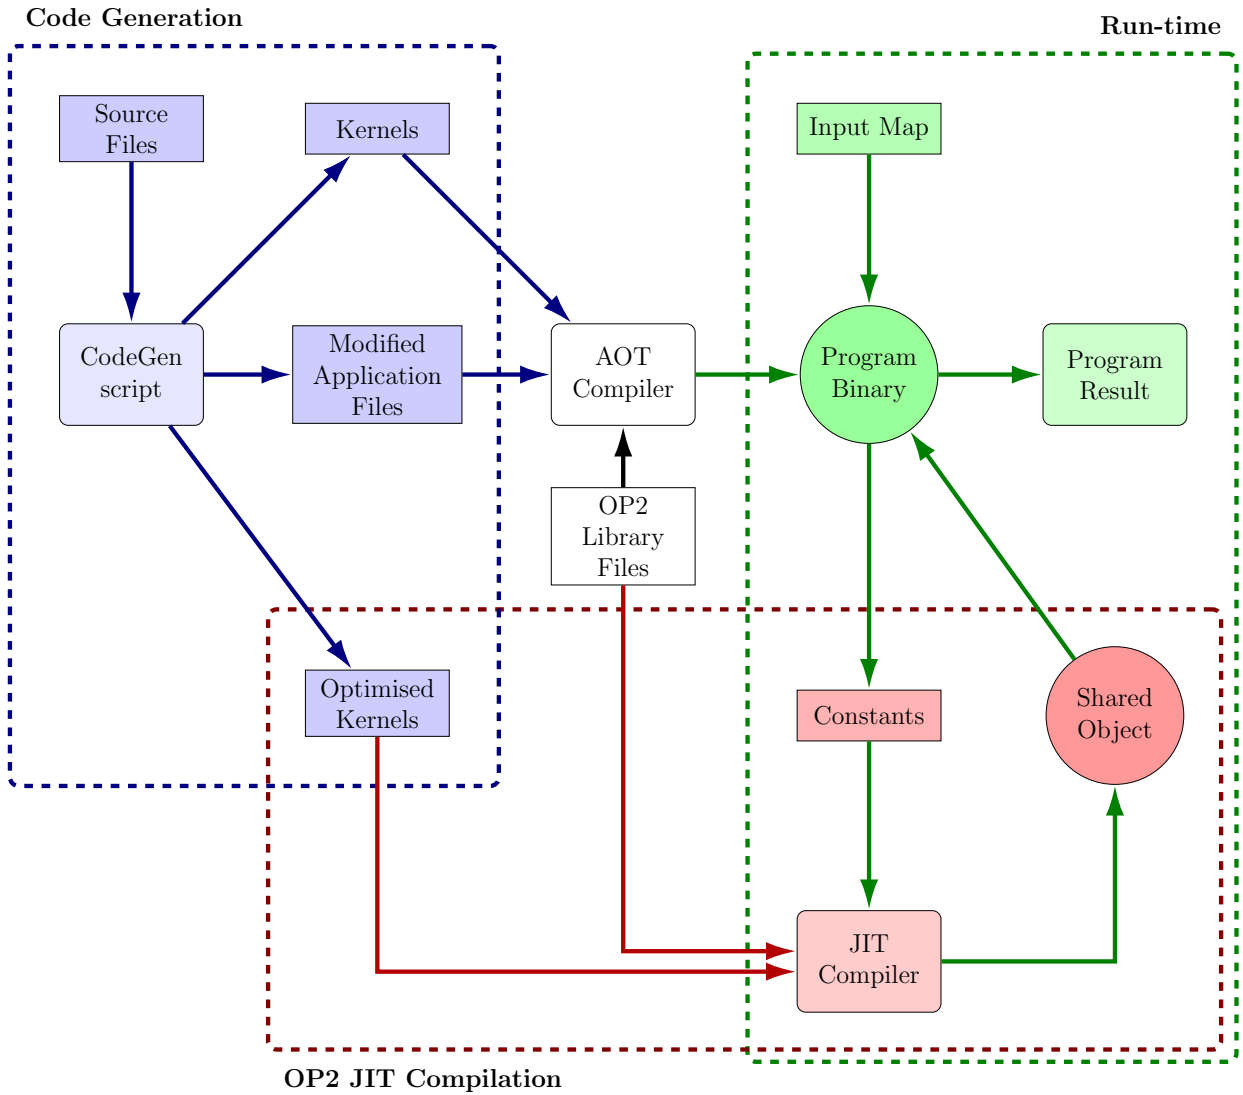 Code Generation
Run-time
Source
Files
Kernels
Input Map
CodeGen
script
Modified
Application
Files
AOT
Compiler
Program
Binary
Program
Result
OP2
Library
Files
Optimised
Kernels
Constants
Shared
Object
JIT
Compiler
OP2 JIT Compilation